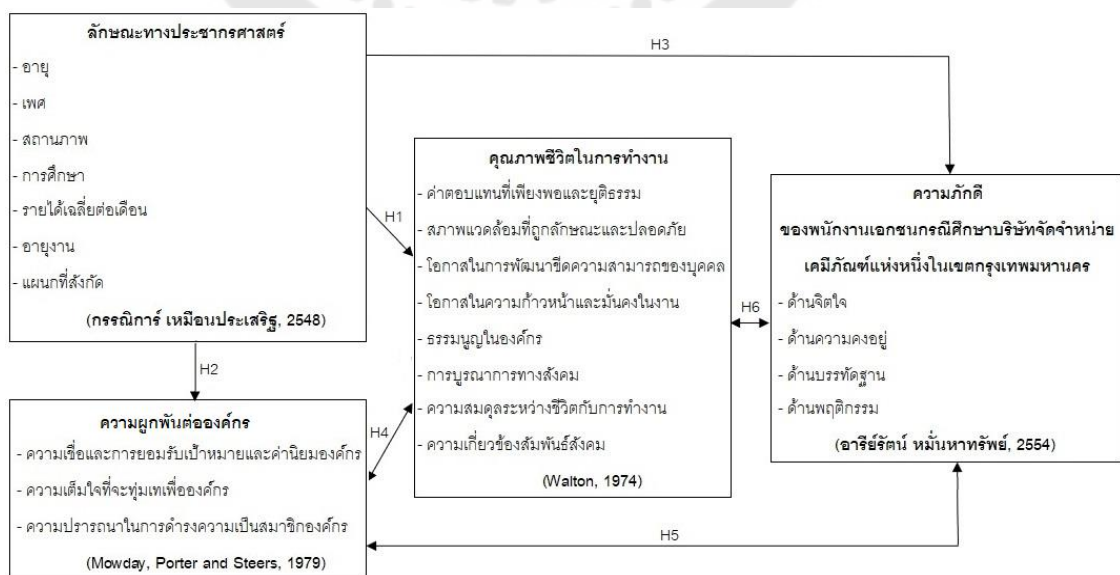 ลักษณะทางประชากรศาสตร์
- อายุ
- เพศ
- สถานภาพ
- การศึกษา
- รายได้เฉลี่ยต่อเดือน
- อายุงาน
- แผนกที่สังกัด
(กรรณิการ์ เหมือนประเสริฐ, 2548)
H3
H1
H2
คุณภาพชีวิตในการทำงาน
- ค่าตอบแทนที่เพียงพอและยุติธรรม
- สภาพแวดล้อมที่ถูกลักษณะและปลอดภัย
- โอกาสในการพัฒนาขีดความสามารถของบุคคล
- โอกาสในความก้าวหน้าและมั่นคงในงาน
- ธรรมนูญในองค์กร
- การบูรณาการทางสังคม
- ความสมดุลระหว่างชีวิตกับการทำงาน
- ความเกี่ยวข้องสัมพันธ์สังคม
(Walton, 1974)
H6
ความภักดี
ของพนักงานเอกชนกรณีศึกษาบริษัทจัดจำหน่าย
เคมีภัณฑ์แห่งหนึ่งในเขตกรุงเทพมหานคร
- ด้านจิตใจ
- ด้านความคงอยู่
- ด้านบรรทัดฐาน
- ด้านพฤติกรรม
(อารีย์รัตน์ หมั่นหาทรัพย์, 2554)
ความผูกพันต่อองค์กร
- ความเชื่อและการยอมรับเป้าหมายและค่านิยมองค์กร
- ความเต็มใจที่จะทุ่มเทเพื่อองค์กร
- ความปรารถนาในการดำรงความเป็นสมาชิกองค์กร
(Mowday, Porter and Steers, 1979)
H4
H5